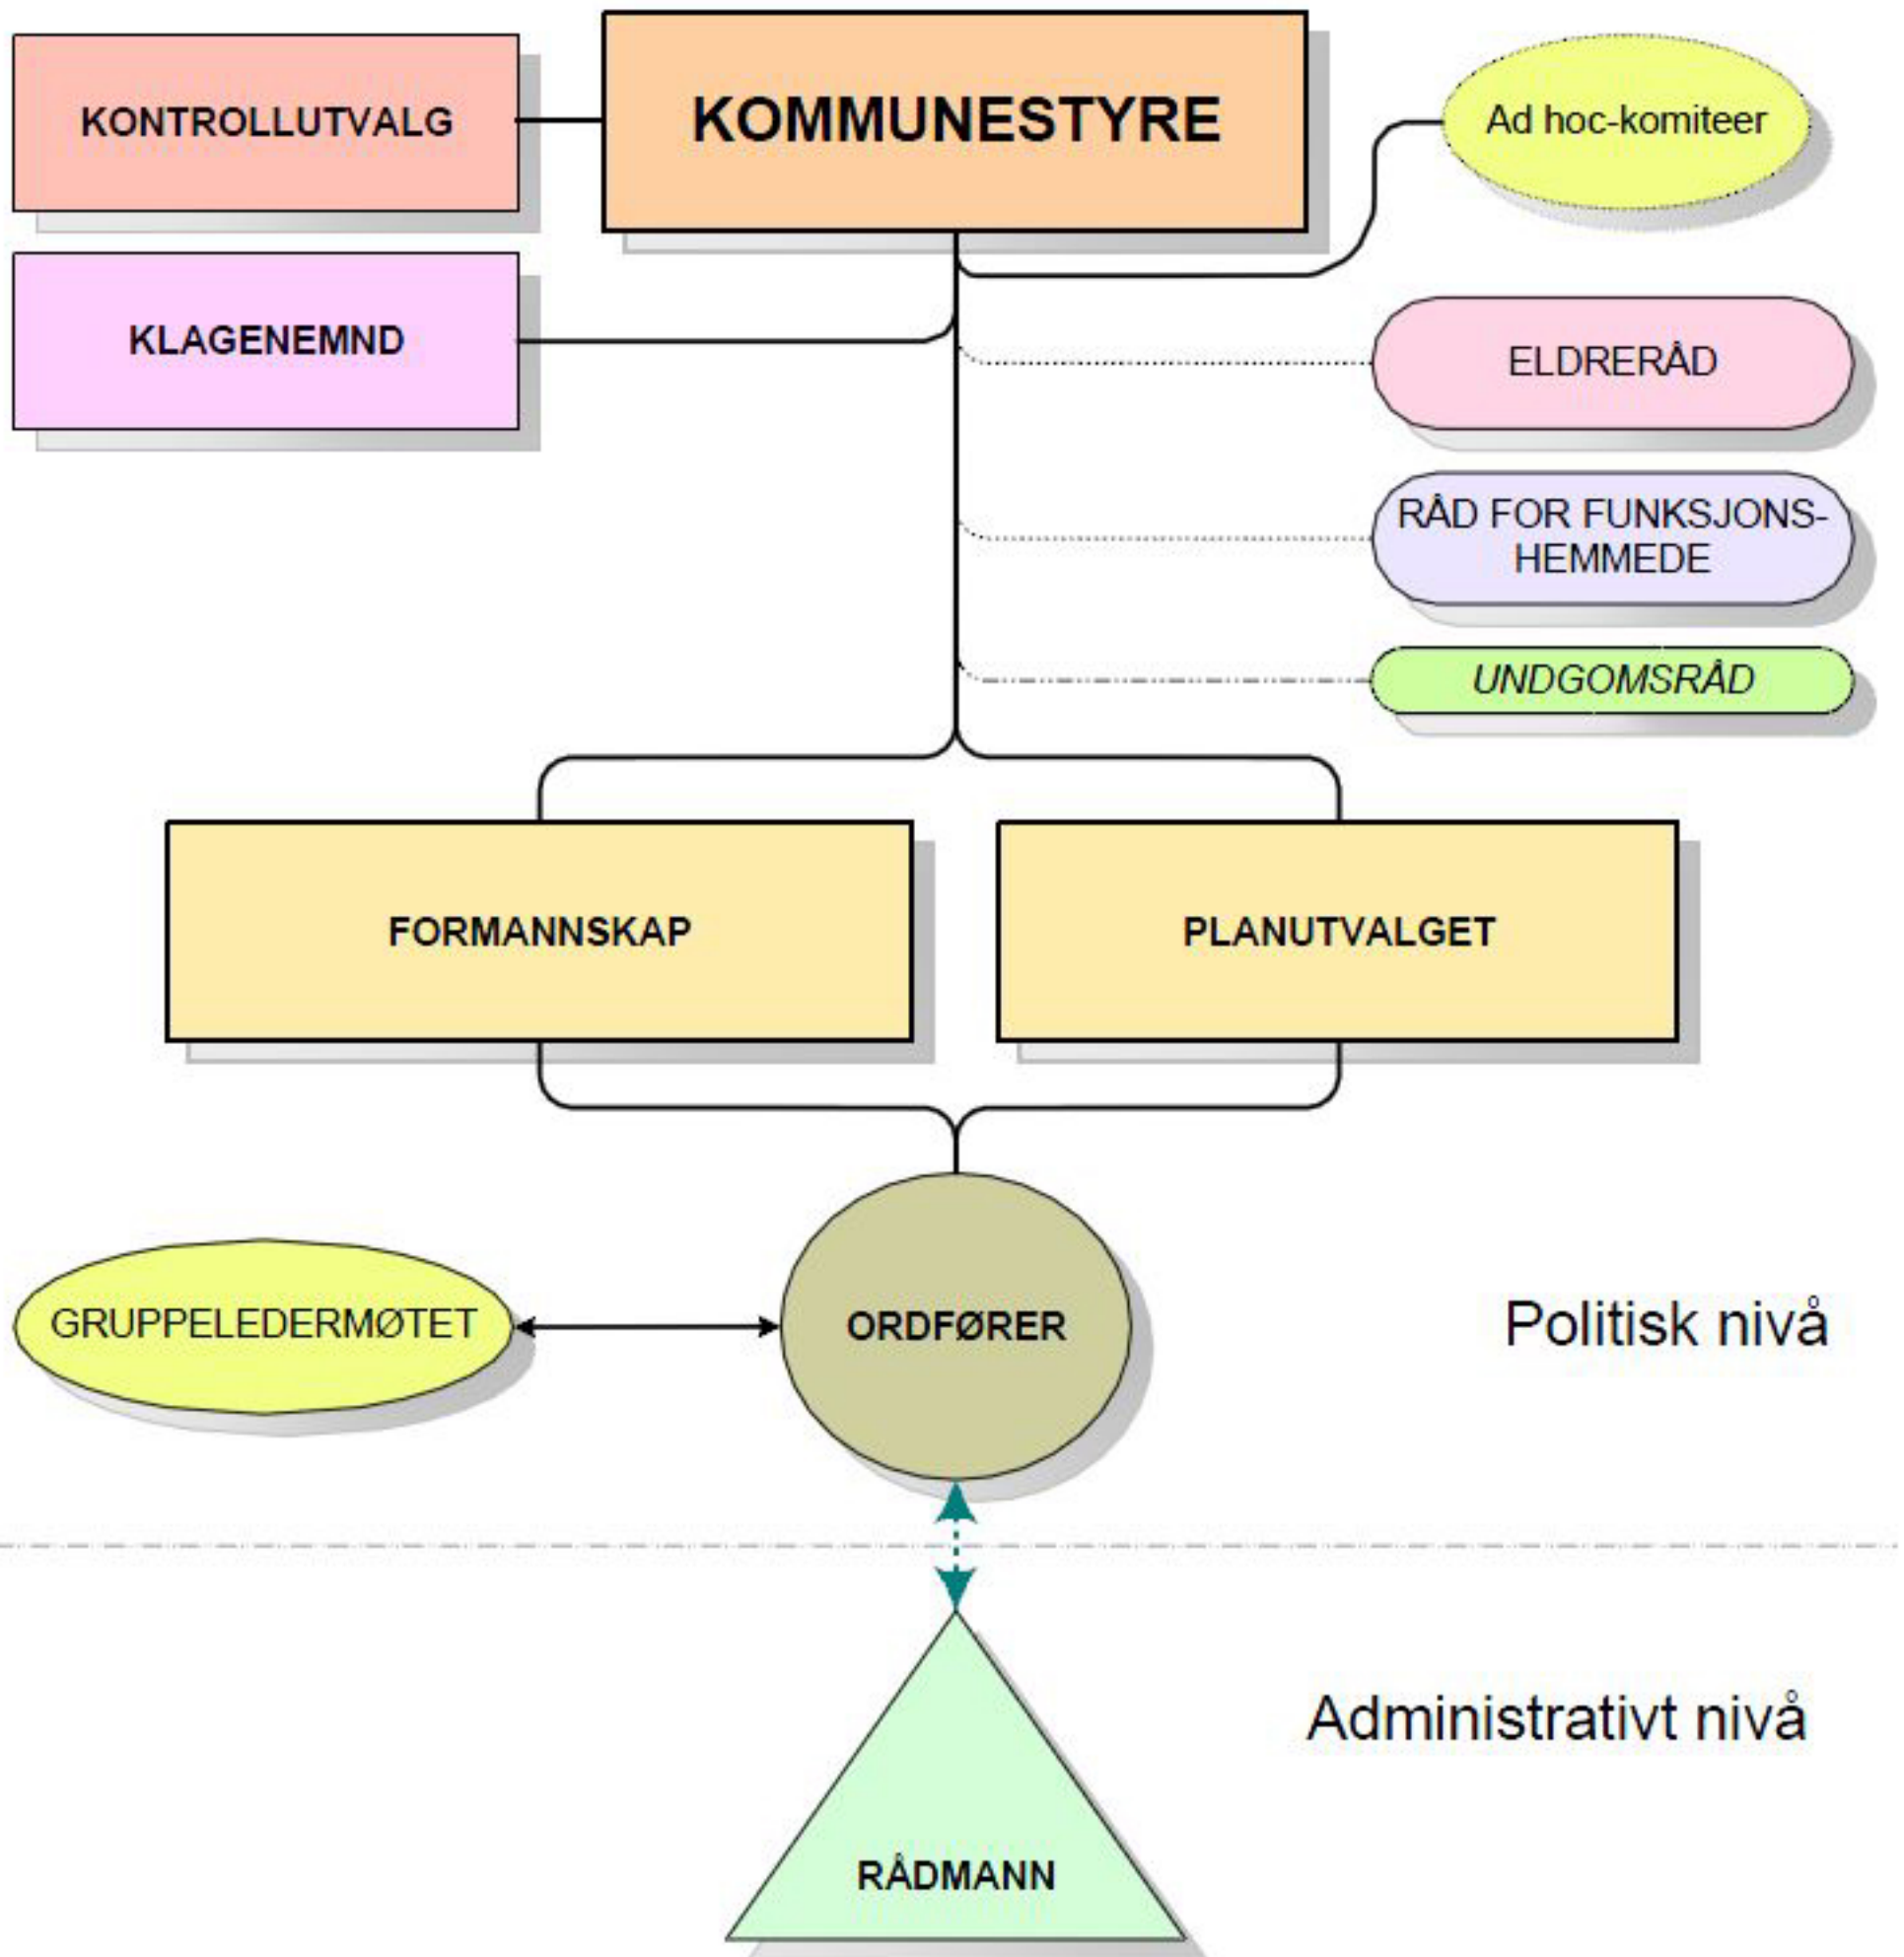 KONTROLLUTVALG
KOMMUNESTYRE
Ad hoc-komiteer
KLAGENEMND
ELDRERÅD
RÅD FOR FUNKSJONS-
HEMMEDE
UNDGOMSRÅD
FORMANNSKAP
PLANUTVALGET
GRUPPELEDERMØTET
ORDFØRER
Politisk nivå
Administrativt nivå
RÅDMANN